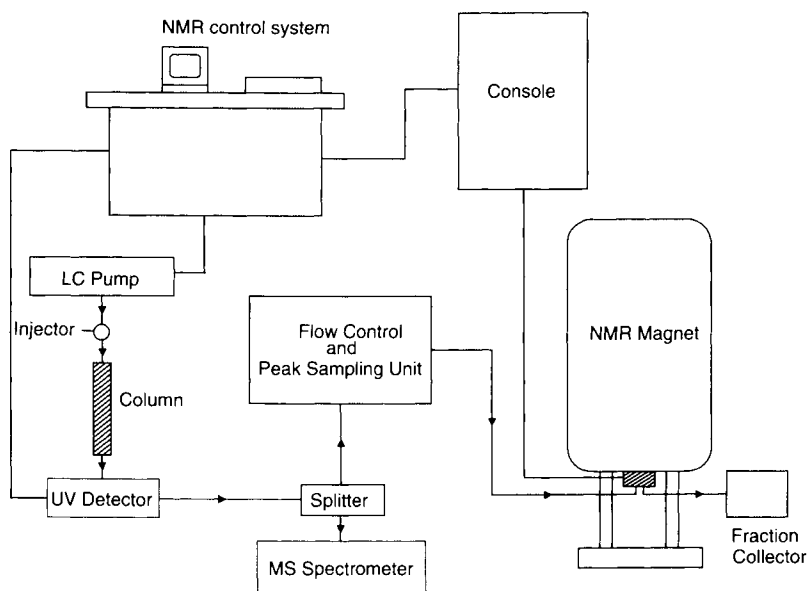 NMR control system
Console
LC Pump
Injector
Flow Control
and
Peak Sampling Unit
NMR Magnet
Column
UV Detector
Splitter
MS Spectrometer
Fraction
Collector